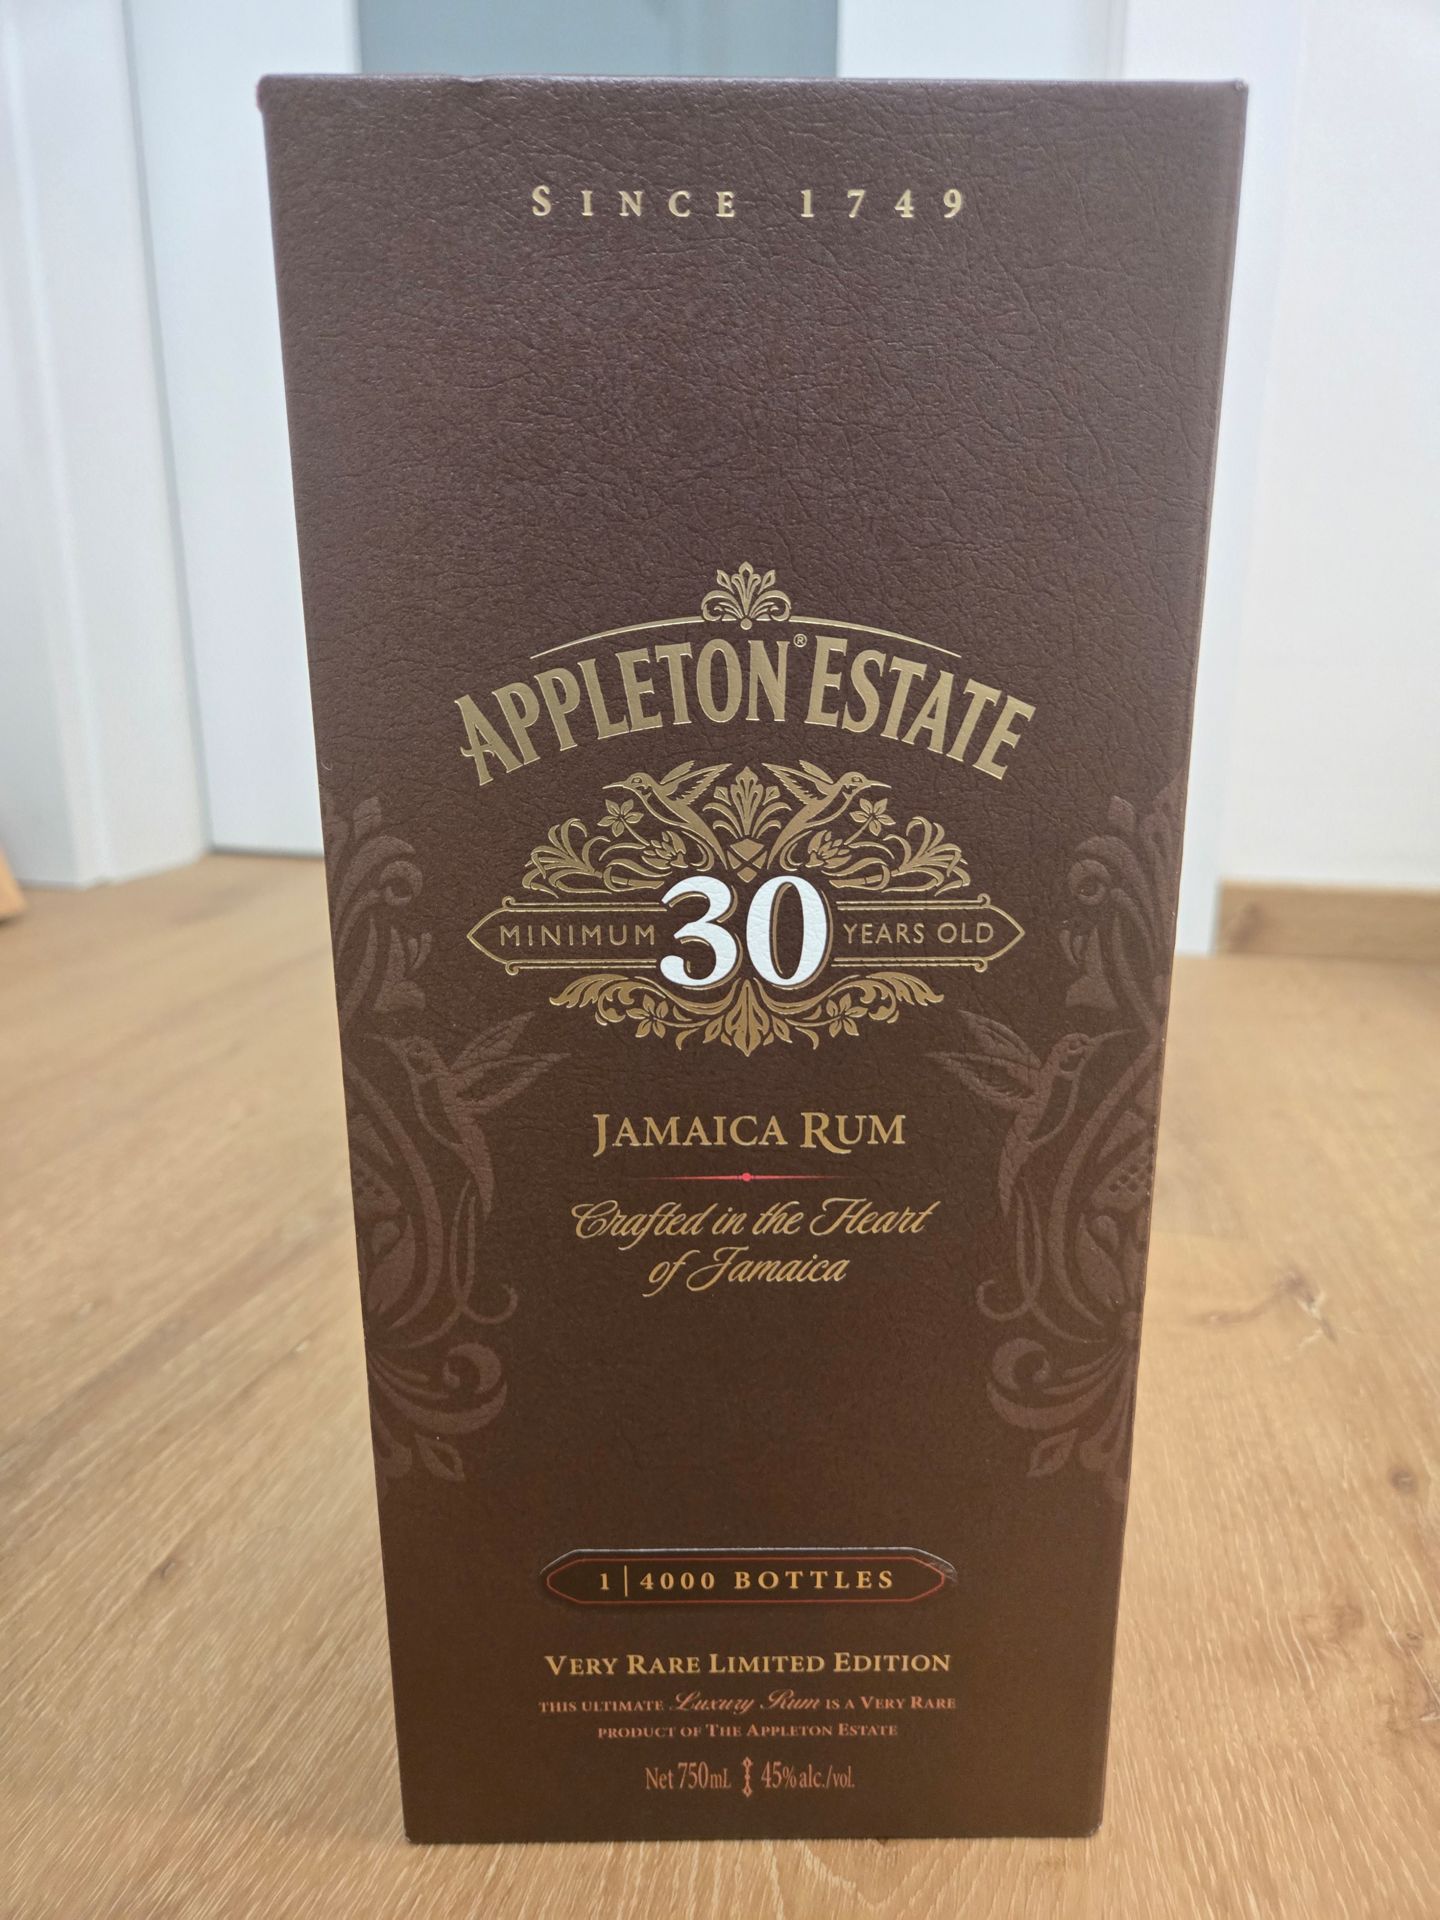 SINCE 1749
APPLETON® ESTATE
MINIMUM 30 YEARS OLD
JAMAICA RUM
Crafted in the Heart
of Jamaica
1 | 4000 BOTTLES
VERY RARE LIMITED EDITION
THIS ULTIMATE Luxury Rum IS A VERY RARE
PRODUCT OF THE APPLETON ESTATE
Net 750mL 45% alc./vol.